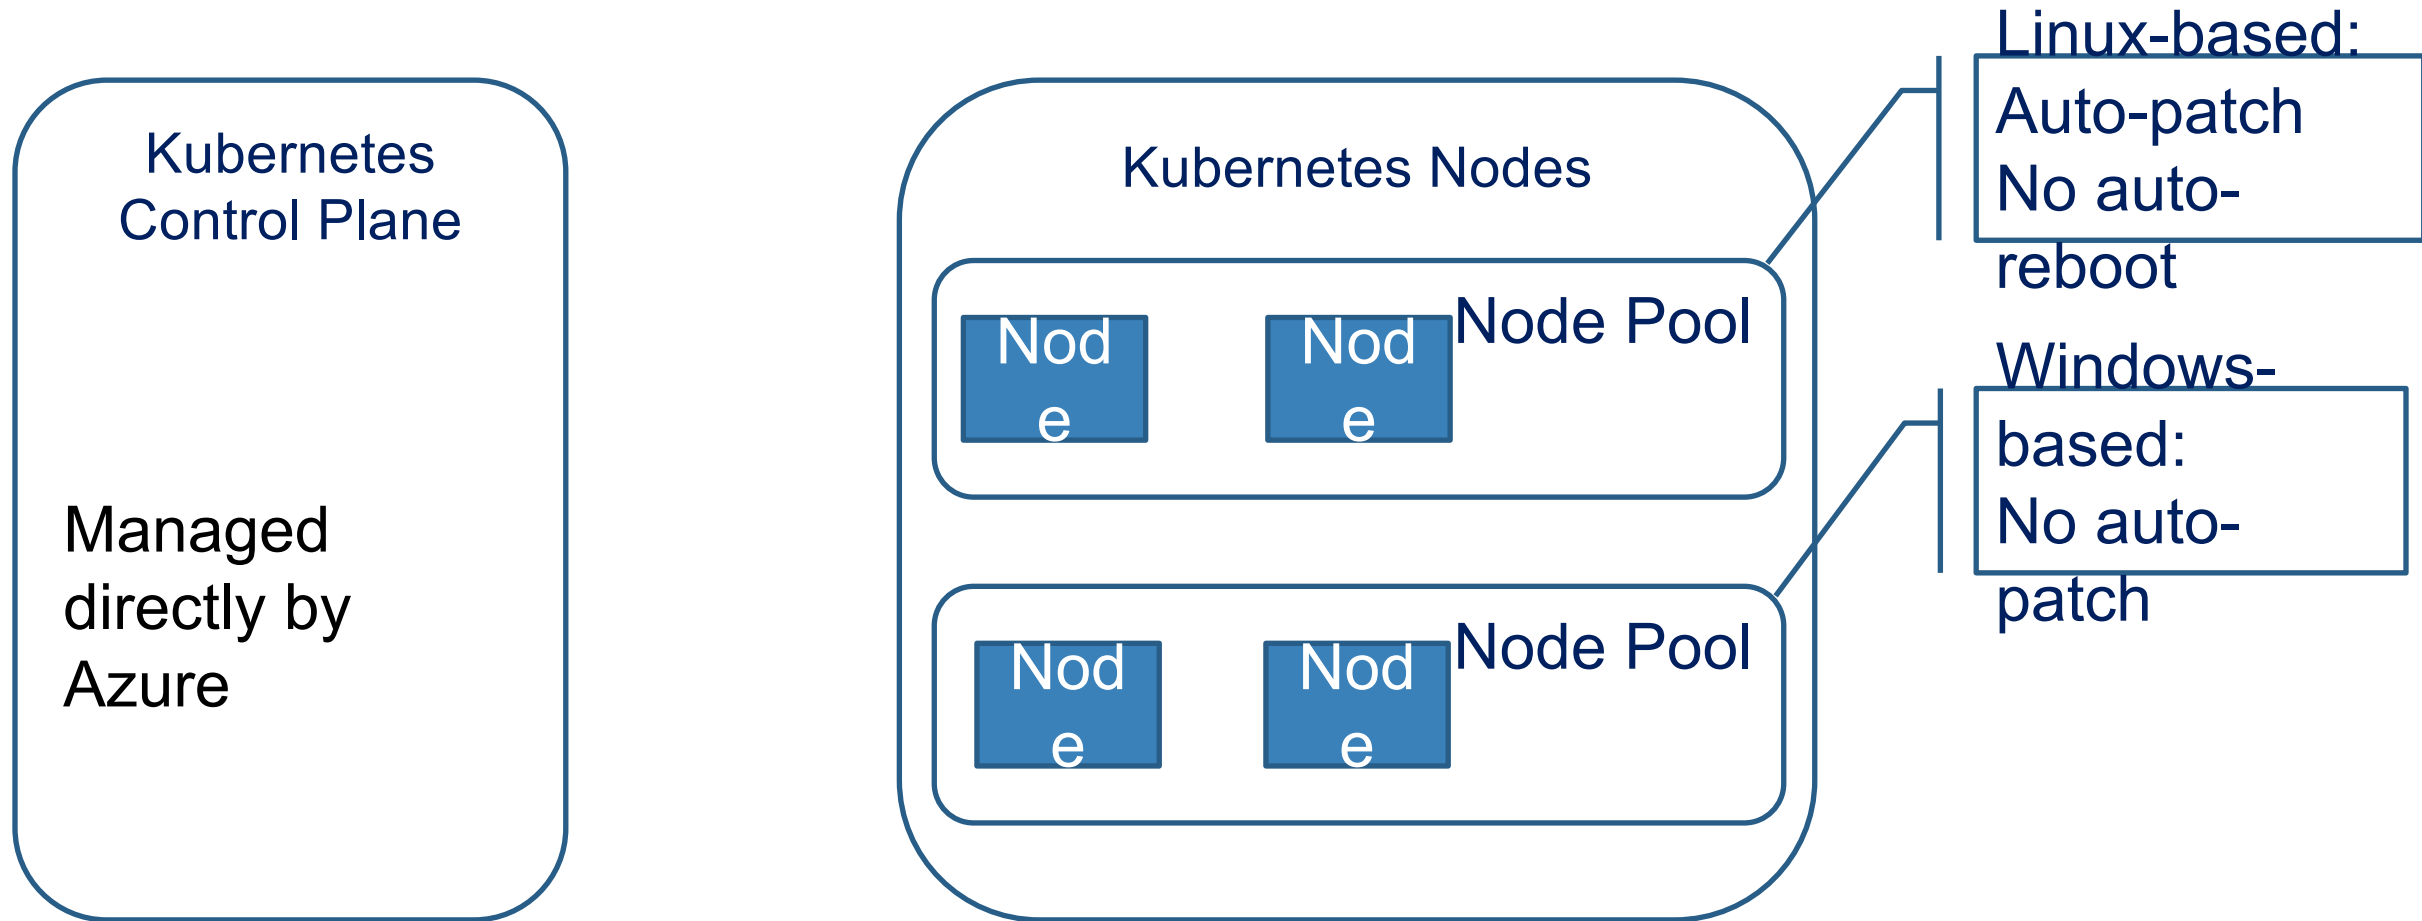 Kubernetes
Control Plane
Managed
directly by
Azure
Kubernetes Nodes
Nod
e
Nod
e
Node Pool
Nod
e
Nod
e
Node Pool
Linux-based:
Auto-patch
No auto-
reboot
Windows-
based:
No auto-
patch